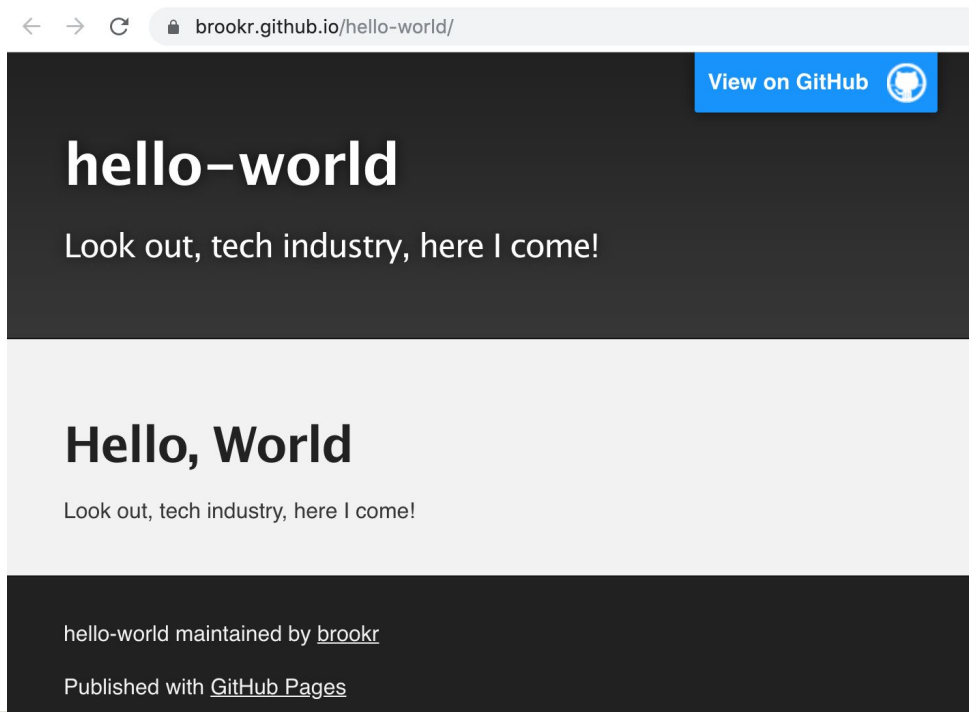 brookr.github.io/hello-world/
View on GitHub
hello-world
Look out, tech industry, here I come!
Hello, World
Look out, tech industry, here I come!
hello-world maintained by brookr
Published with GitHub Pages